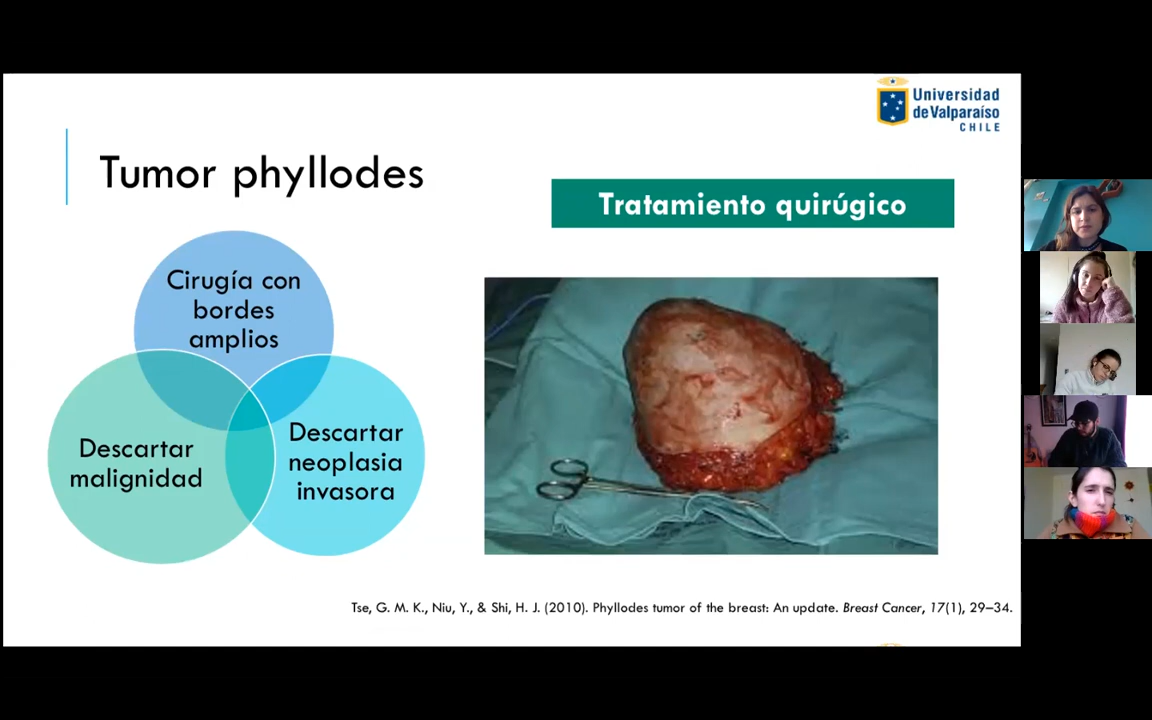 Universidad
de Valparaíso
CHILE
Tumor phyllodes
Tratamiento quirúgico
Cirugía con
bordes
amplios
Descartar
malignidad
Descartar
neoplasia
invasora
Tse, G. M. K., Niu, Y., & Shi, H. J. (2010). Phyllodes tumor of the breast: An update. Breast Cancer, 17(1), 29–34.